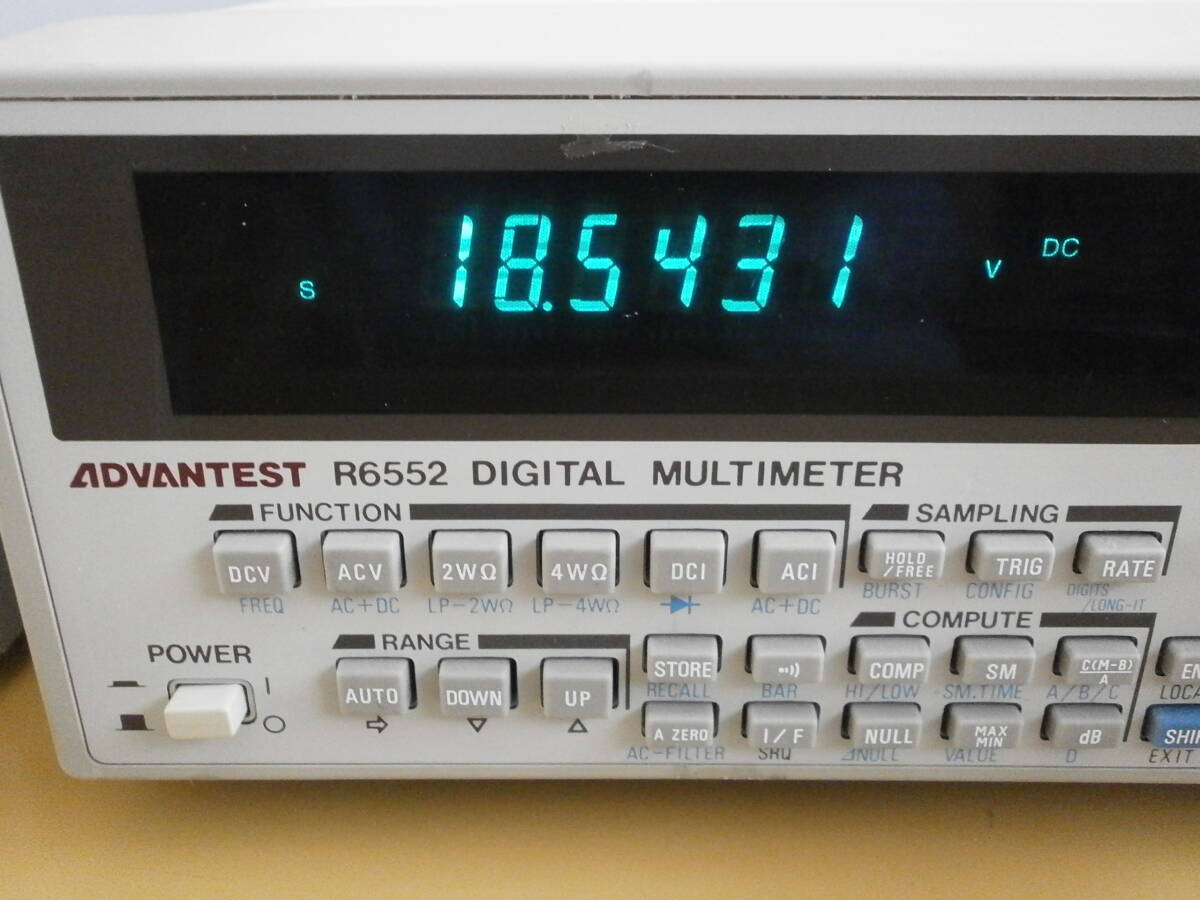 S 18.5431 V DC
ADVANTEST R6552 DIGITAL MULTIMETER
FUNCTION SAMPLING
DCV ACV 2WΩ 4WΩ DCI ACI HOLD/FREE TRIG RATE
FREQ AC+DC LP-2WΩ LP-4WΩ AC+DC BURST CONFIG DIGITS/LONG-IT
POWER RANGE COMPUTE
STORE COMP SM C(M-B)/A EN
RECALL BAR HI/LOW SM.TIME A/B/C LOCA
AUTO DOWN UP A ZERO I/F NULL MAX MIN dB SHIF
AC-FILTER SRQ ⊿NULL VALUE D EXIT